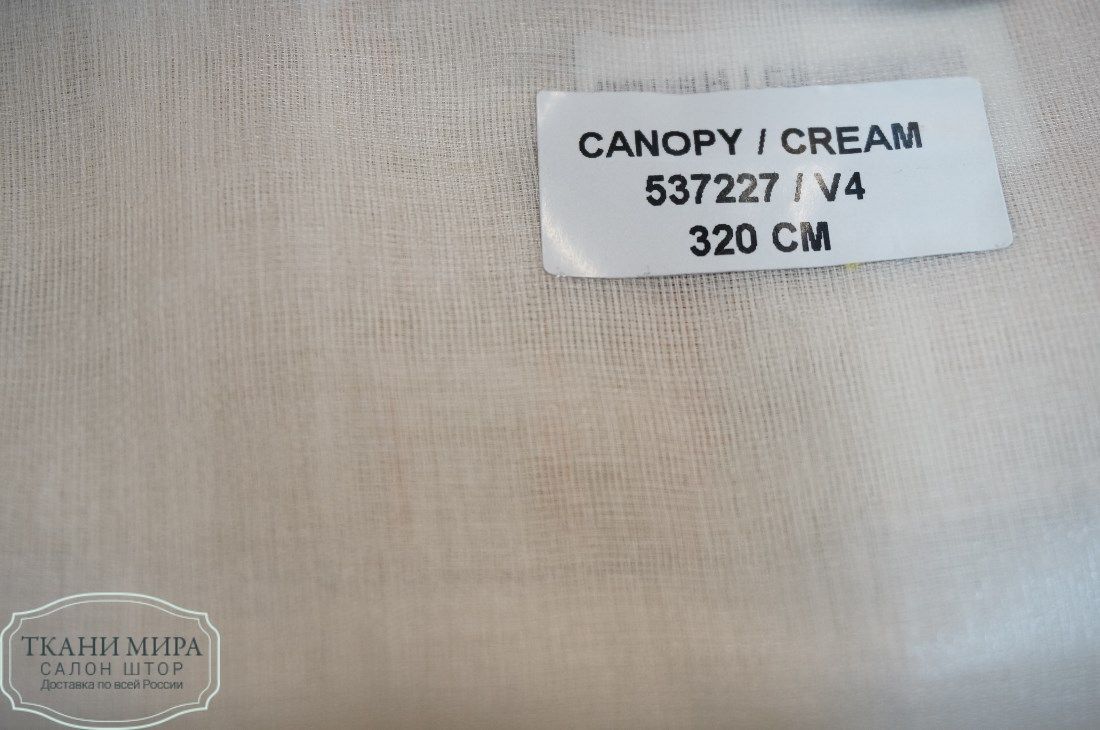 CANOPY / CREAM
537227 / V4
320 CM
ТКАНИ МИРА
САЛОН ШТОР
Доставка по всей России